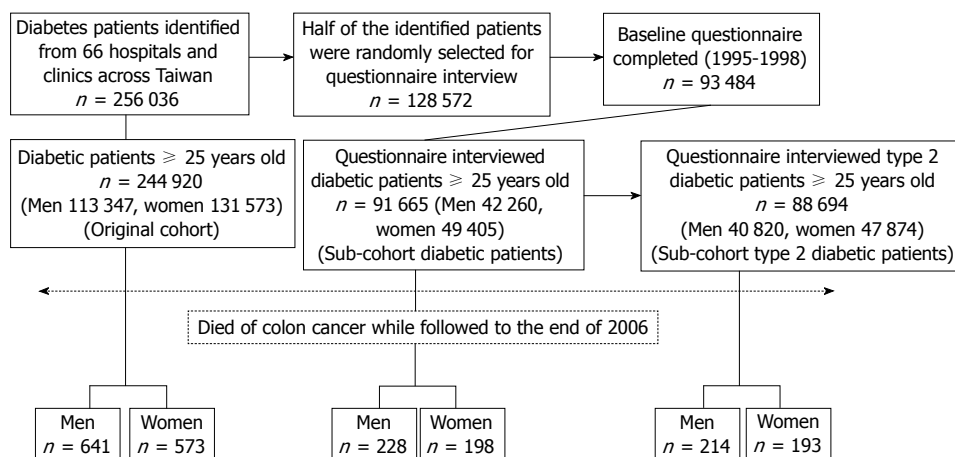 Diabetes patients identified
from 66 hospitals and
clinics across Taiwan
n = 256 036
Half of the identified patients
were randomly selected for
questionnaire interview
n = 128 572
Baseline questionnaire
completed (1995-1998)
n = 93 484
Diabetic patients ≥ 25 years old
n = 244 920
(Men 113 347, women 131 573)
(Original cohort)
Questionnaire interviewed
diabetic patients ≥ 25 years old
n = 91 665 (Men 42 260,
women 49 405)
(Sub-cohort diabetic patients)
Questionnaire interviewed type 2
diabetic patients ≥ 25 years old
n = 88 694
(Men 40 820, women 47 874)
(Sub-cohort type 2 diabetic patients)
Died of colon cancer while followed to the end of 2006
Men
n = 641
Women
n = 573
Men
n = 228
Women
n = 198
Men
n = 214
Women
n = 193